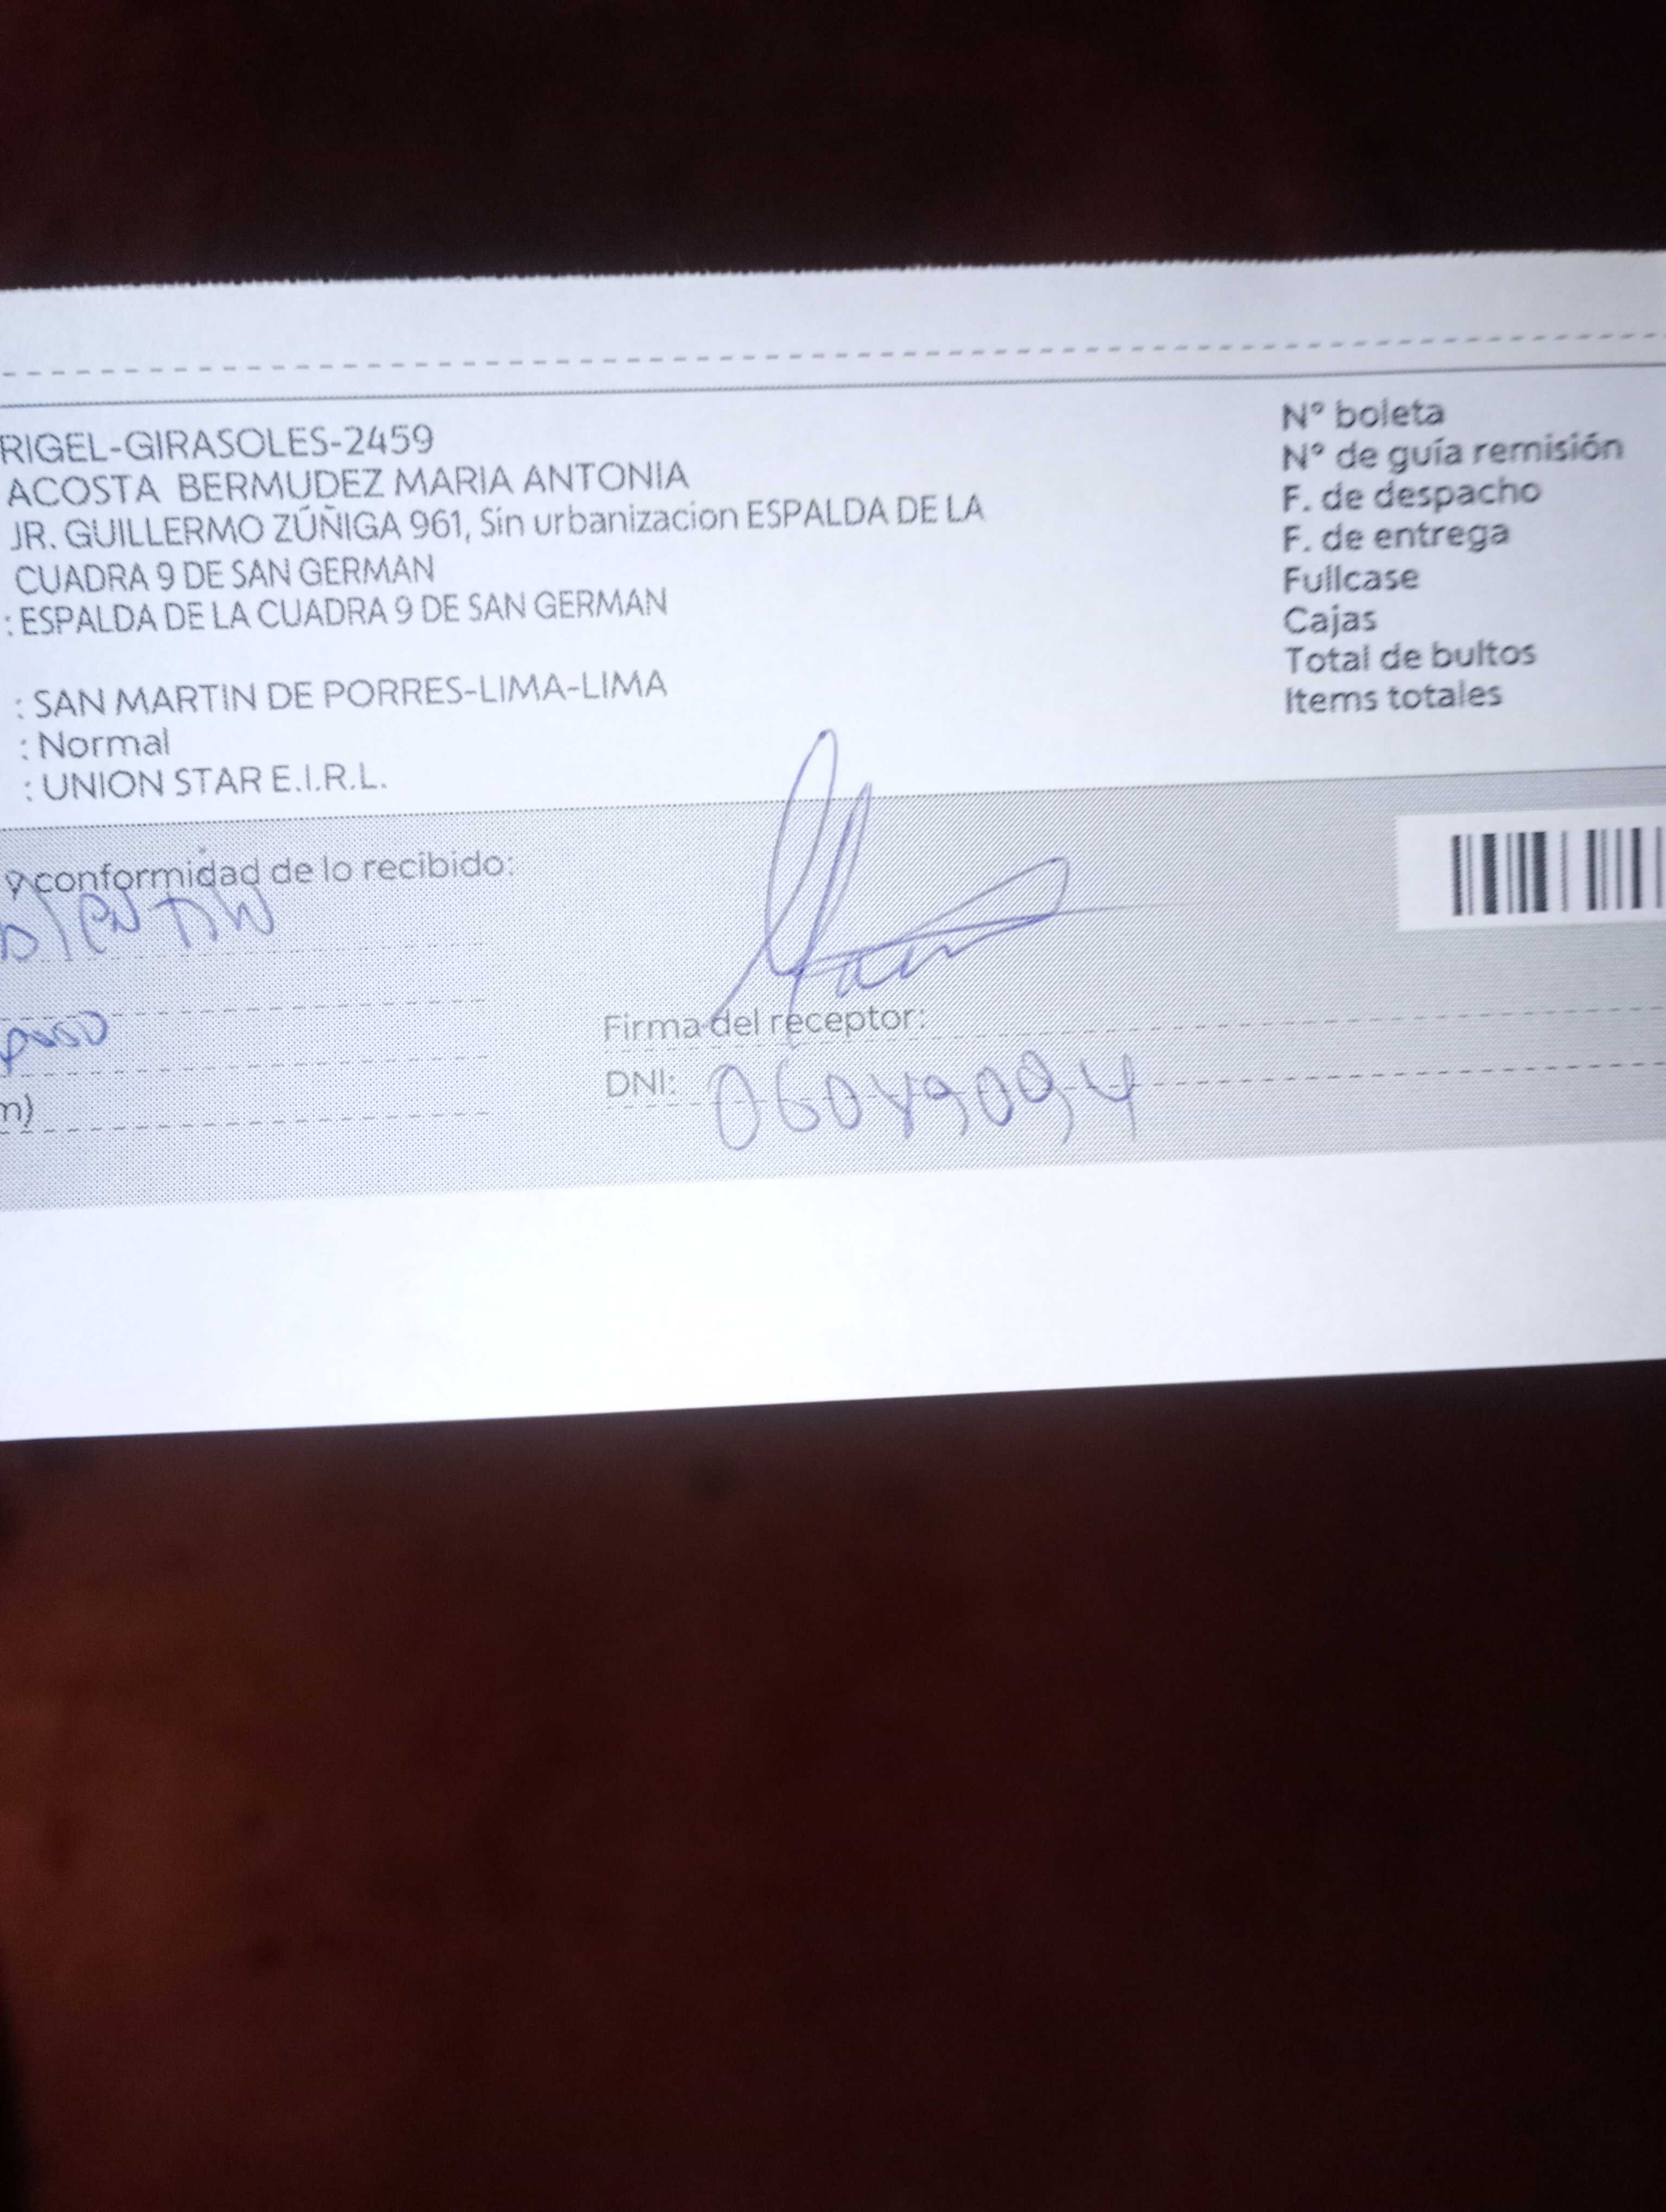 RIGEL-GIRASOLES-2459
ACOSTA BERMUDEZ MARIA ANTONIA
JR. GUILLERMO ZÚÑIGA 961, Sin urbanizacion ESPALDA DE LA
CUADRA 9 DE SAN GERMAN
: ESPALDA DE LA CUADRA 9 DE SAN GERMAN
: SAN MARTIN DE PORRES-LIMA-LIMA
: Normal
: UNION STAR E.I.R.L.
N° boleta
N° de guía remisión
F. de despacho
F. de entrega
Fullcase
Cajas
Total de bultos
Items totales
y conformidad de lo recibido:
Firma del receptor:
DNI:
m)